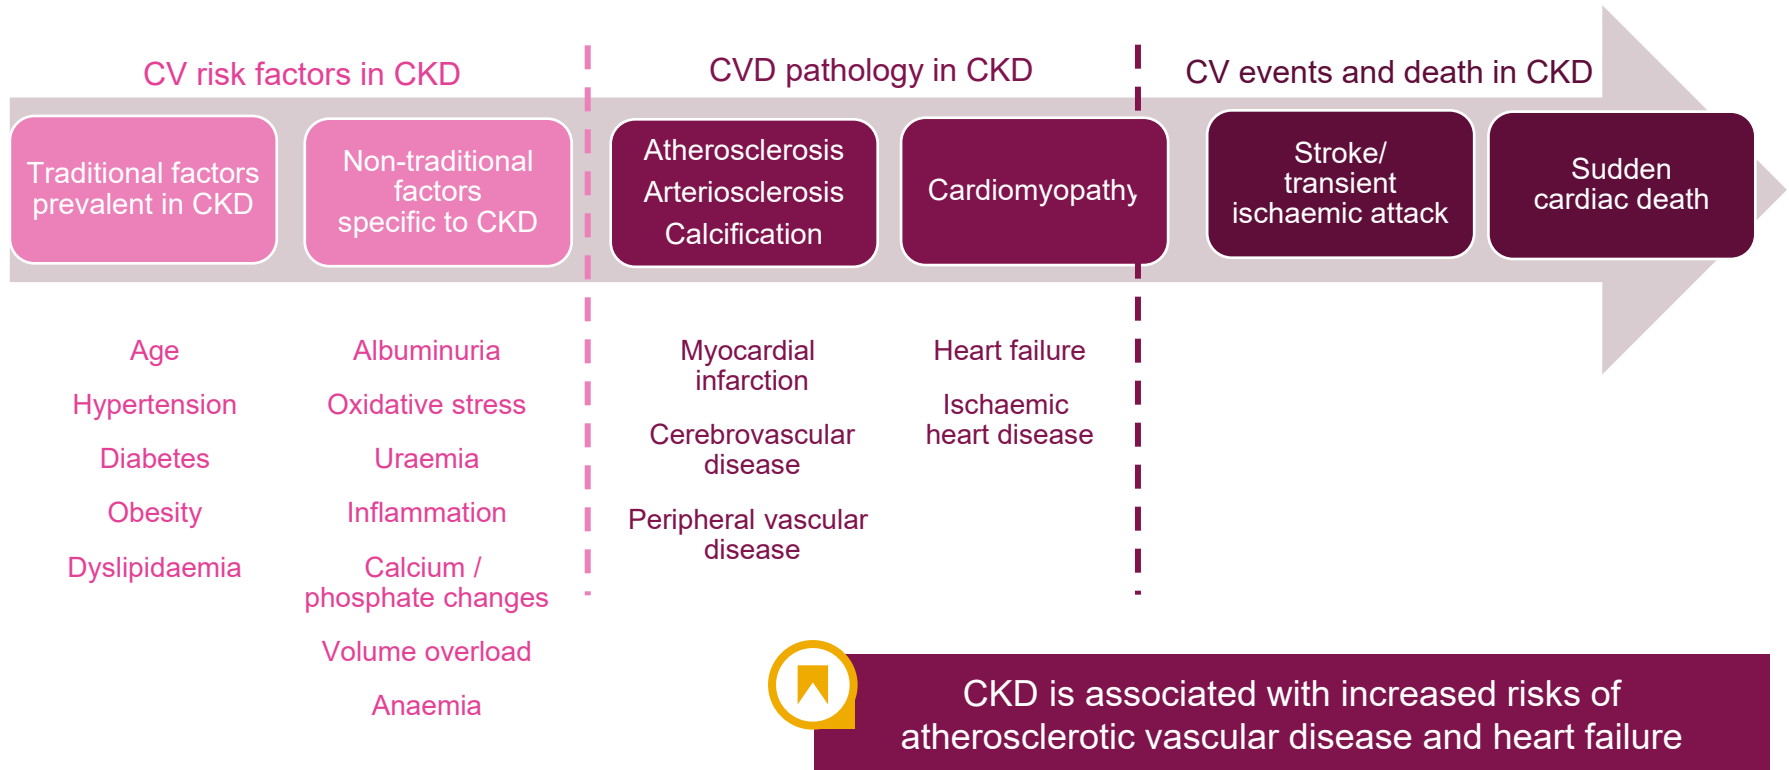 CV risk factors in CKD
CVD pathology in CKD
CV events and death in CKD
Traditional factors
prevalent in CKD
Non-traditional
factors
specific to CKD
Atherosclerosis
Arteriosclerosis
Calcification
Cardiomyopathy
Stroke/
transient
ischaemic attack
Sudden
cardiac death
Age
Hypertension
Diabetes
Obesity
Dyslipidaemia
Albuminuria
Oxidative stress
Uraemia
Inflammation
Calcium /
phosphate changes
Volume overload
Anaemia
Myocardial
infarction
Cerebrovascular
disease
Peripheral vascular
disease
Heart failure
Ischaemic
heart disease
CKD is associated with increased risks of
atherosclerotic vascular disease and heart failure